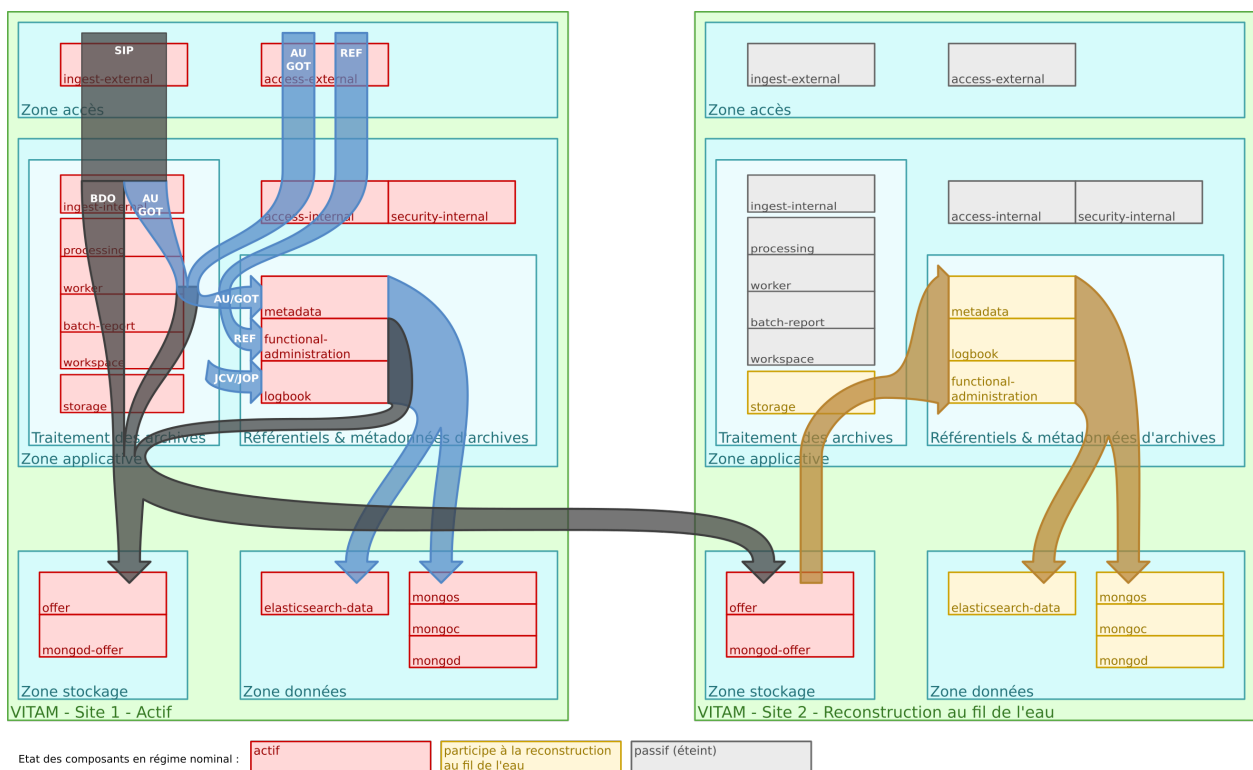 SIP
ingest-external
AU
GOT
REF
access-external
Zone accès
BDO
AU
GOT
ingest-internal
processing
worker
batch-report
workspace
storage
Traitement des archives
access-internal
security-internal
AU/GOT
metadata
REF
functional-
administration
JCV/JOP
logbook
Référentiels & métadonnées d'archives
Zone applicative
offer
mongod-offer
Zone stockage
elasticsearch-data
mongos
mongoc
mongod
Zone données
VITAM - Site 1 - Actif
ingest-external
access-external
Zone accès
ingest-internal
processing
worker
batch-report
workspace
storage
Traitement des archives
access-internal
security-internal
metadata
logbook
functional-
administration
Référentiels & métadonnées d'archives
Zone applicative
offer
mongod-offer
Zone stockage
elasticsearch-data
mongos
mongoc
mongod
Zone données
VITAM - Site 2 - Reconstruction au fil de l'eau
Etat des composants en régime nominal :
actif
participe à la reconstruction
au fil de l'eau
passif (éteint)